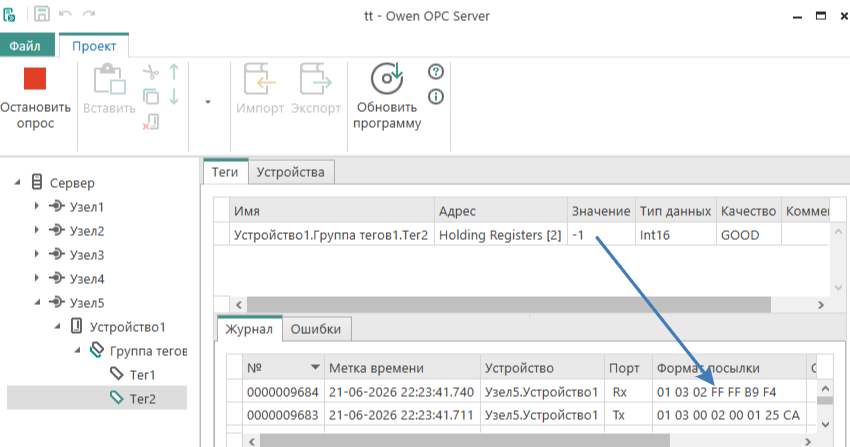 tt - Owen OPC Server
Файл
Проект
Остановить
опрос
Вставить
Импорт
Экспорт
Обновить
программу
Сервер
Узел1
Узел2
Узел3
Узел4
Узел5
Устройство1
Группа тегов
Тег1
Тег2
Теги
Устройства
Имя
Адрес
Значение
Тип данных
Качество
Коммен
Устройство1.Группа тегов1.Тег2
Holding Registers [2]
-1
Int16
GOOD
Журнал
Ошибки
№
Метка времени
Устройство
Порт
Формат посылки
0000009684
21-06-2026 22:23:41.740
Узел5.Устройство1
Rx
01 03 02 FF FF B9 F4
0000009683
21-06-2026 22:23:41.711
Узел5.Устройство1
Tx
01 03 00 02 00 01 25 CA